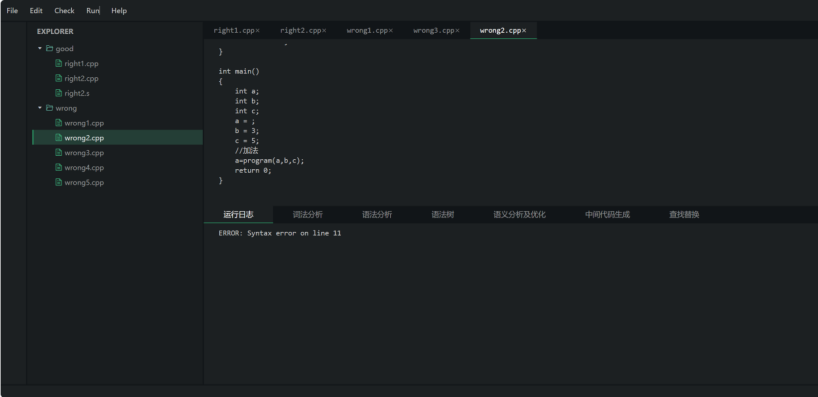 File Edit Check Run Help
EXPLORER
good
right1.cpp
right2.cpp
right2.s
wrong
wrong1.cpp
wrong2.cpp
wrong3.cpp
wrong4.cpp
wrong5.cpp
right1.cpp× right2.cpp× wrong1.cpp× wrong3.cpp× wrong2.cpp×
}
int main()
{
int a;
int b;
int c;
a = ;
b = 3;
c = 5;
//加法
a=program(a,b,c);
return 0;
}
运行日志 词法分析 语法分析 语法树 语义分析及优化 中间代码生成 查找替换
ERROR: Syntax error on line 11